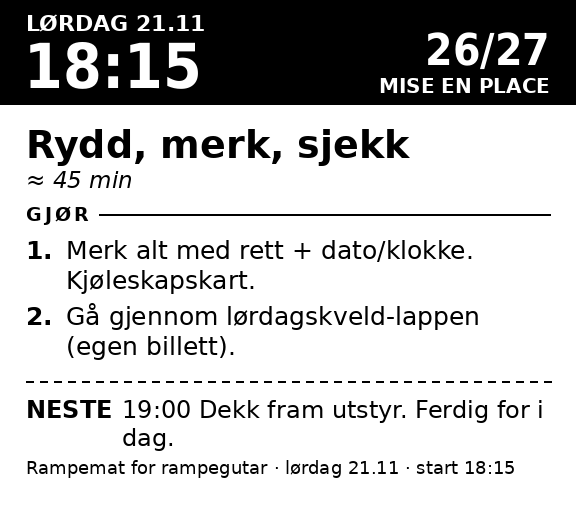 LØRDAG 21.11
18:15
26/27
MISE EN PLACE
Rydd, merk, sjekk
≈ 45 min
GJØR
1. Merk alt med rett + dato/klokke.
Kjøleskapskart.
2. Gå gjennom lørdagskveld-lappen
(egen billett).
NESTE 19:00 Dekk fram utstyr. Ferdig for i
dag.
Rampemat for rampegutar · lørdag 21.11 · start 18:15